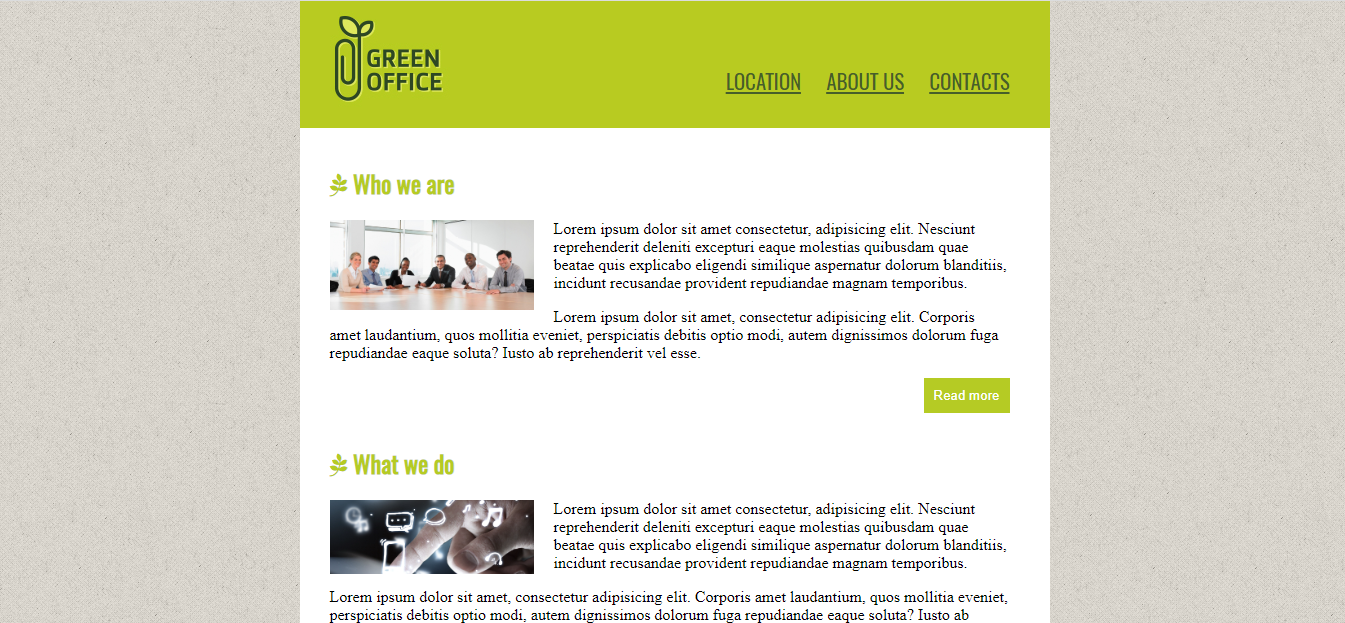 GREEN
OFFICE
LOCATION ABOUT US CONTACTS
Who we are
Lorem ipsum dolor sit amet consectetur, adipisicing elit. Nesciunt
reprehenderit deleniti excepturi eaque molestias quibusdam quae
beatae quis explicabo eligendi similique aspernatur dolorum blanditiis,
incidunt recusandae provident repudiandae magnam temporibus.
Lorem ipsum dolor sit amet, consectetur adipisicing elit. Corporis
amet laudantium, quos mollitia eveniet, perspiciatis debitis optio modi, autem dignissimos dolorum fuga
repudiandae eaque soluta? Iusto ab reprehenderit vel esse.
Read more
What we do
Lorem ipsum dolor sit amet consectetur, adipisicing elit. Nesciunt
reprehenderit deleniti excepturi eaque molestias quibusdam quae
beatae quis explicabo eligendi similique aspernatur dolorum blanditiis,
incidunt recusandae provident repudiandae magnam temporibus.
Lorem ipsum dolor sit amet, consectetur adipisicing elit. Corporis amet laudantium, quos mollitia eveniet,
perspiciatis debitis optio modi, autem dignissimos dolorum fuga repudiandae eaque soluta? Iusto ab